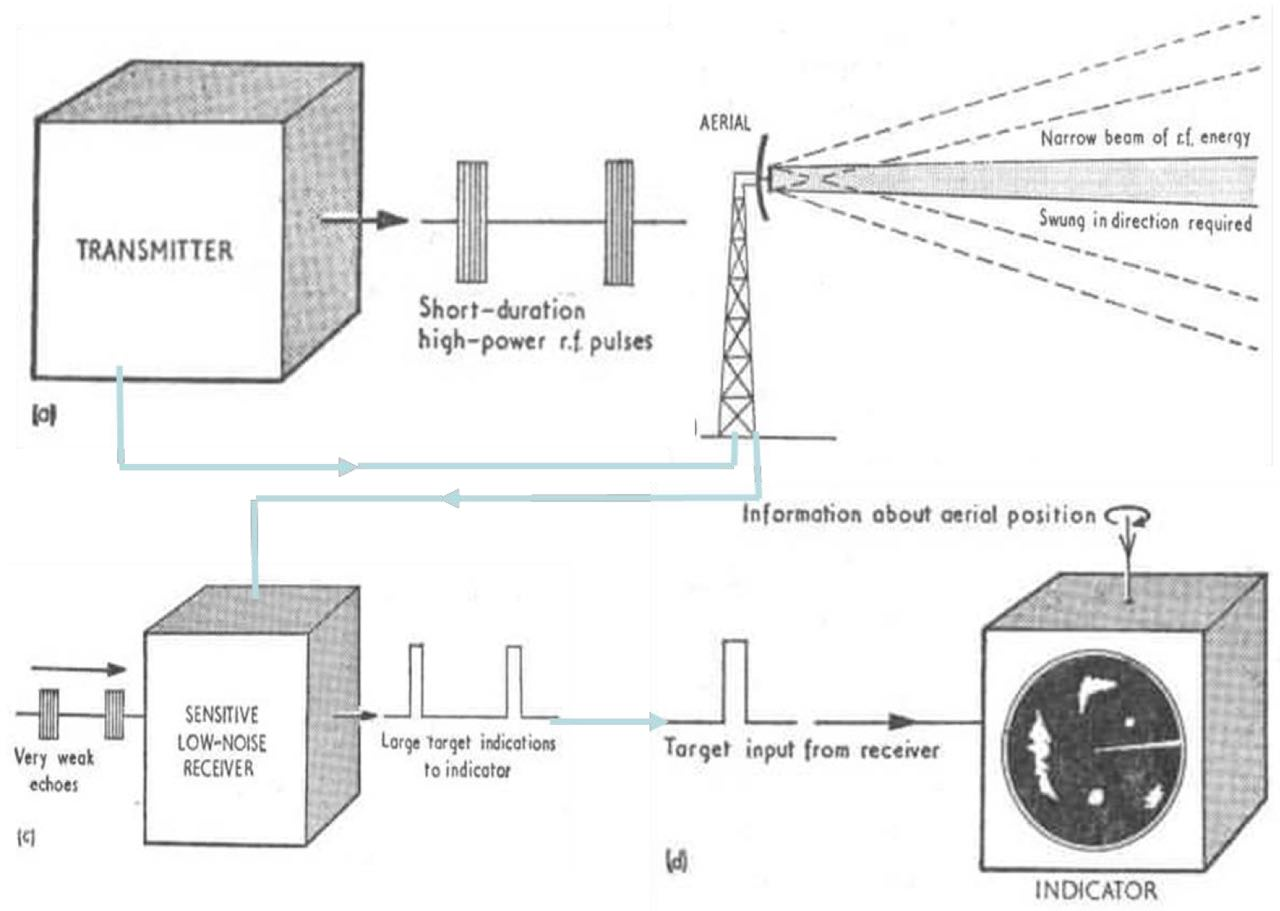 TRANSMITTER
Short-duration
high-power r.f. pulses
(a)
AERIAL
Narrow beam of r.f. energy
Swung in direction required
Very weak
echoes
SENSITIVE
LOW-NOISE
RECEIVER
Large target indications
to indicator
(c)
Information about aerial position
Target input from receiver
(d)
INDICATOR